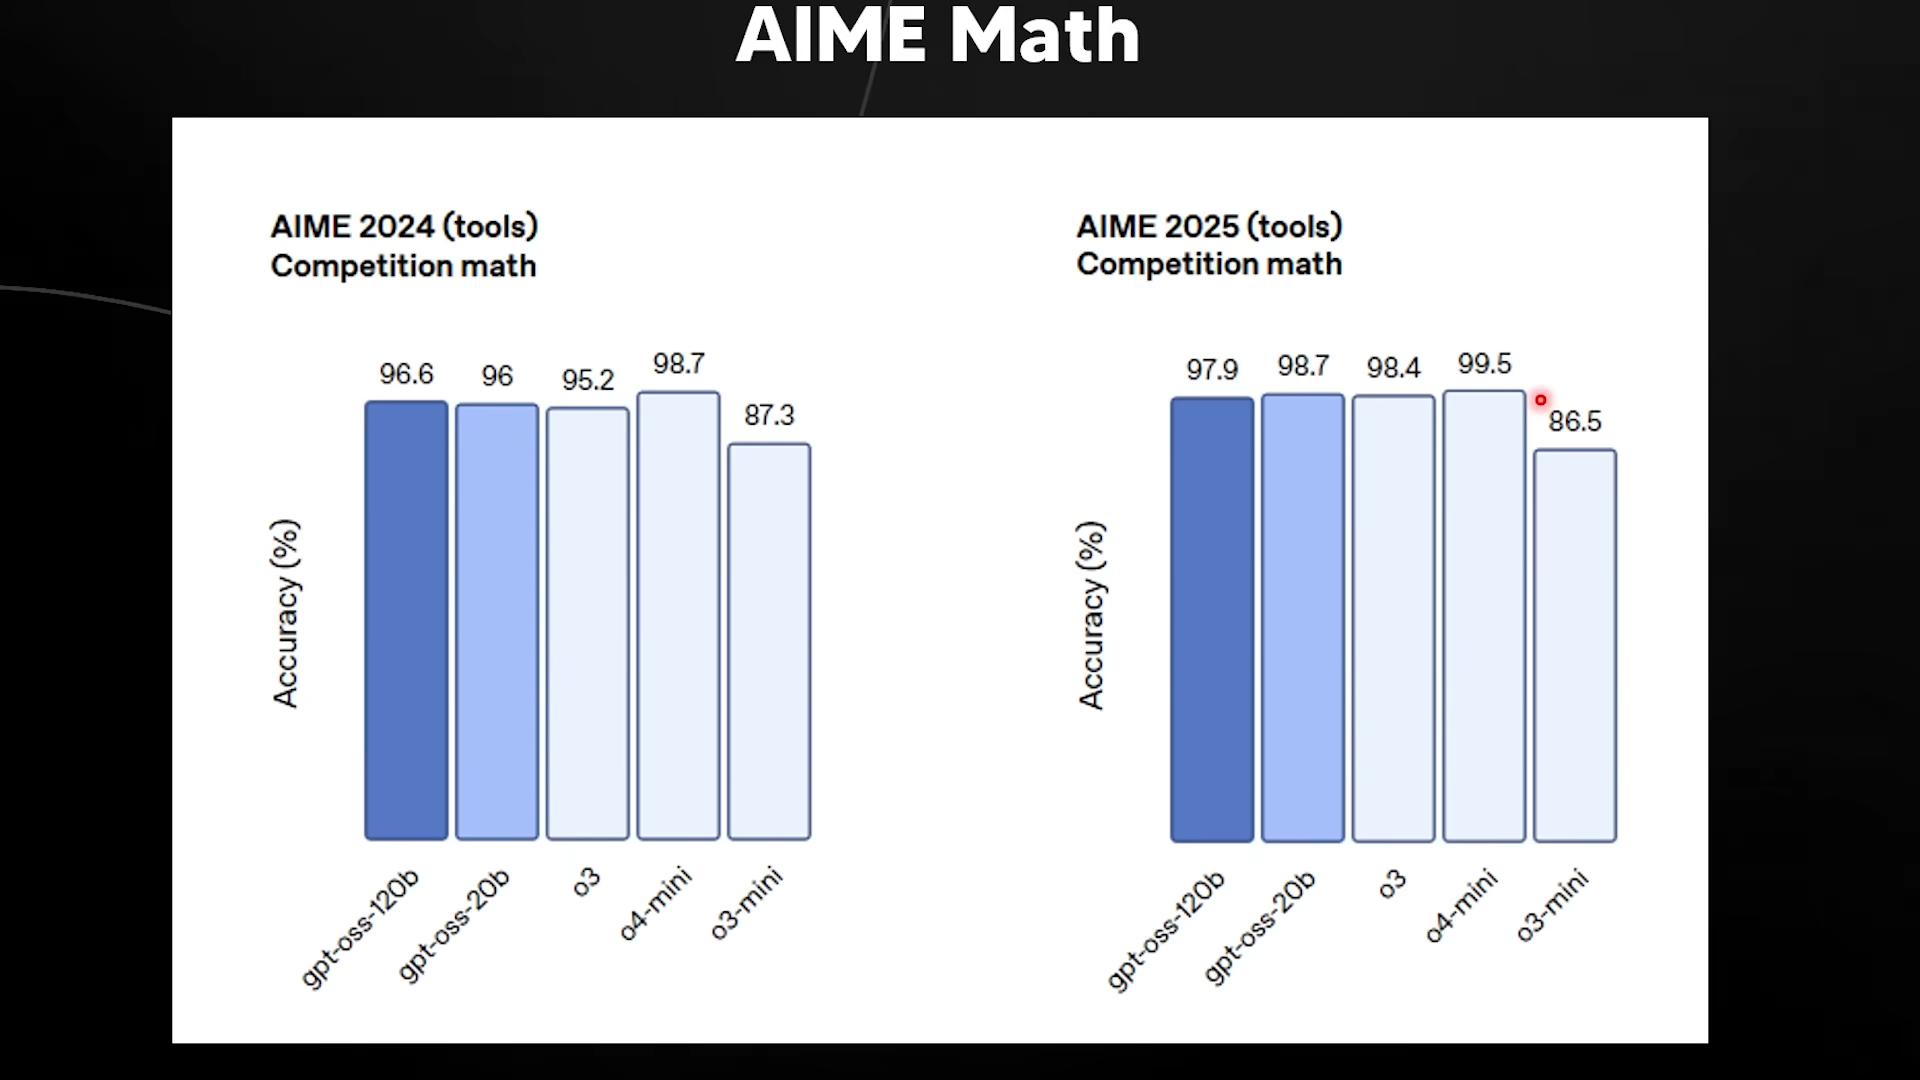 AIME Math
AIME 2024 (tools)
Competition math
Accuracy (%)
96.6
96
95.2
98.7
87.3
gpt-oss-120b
gpt-oss-20b
o3
o4-mini
o3-mini
AIME 2025 (tools)
Competition math
Accuracy (%)
97.9
98.7
98.4
99.5
86.5
gpt-oss-120b
gpt-oss-20b
o3
o4-mini
o3-mini